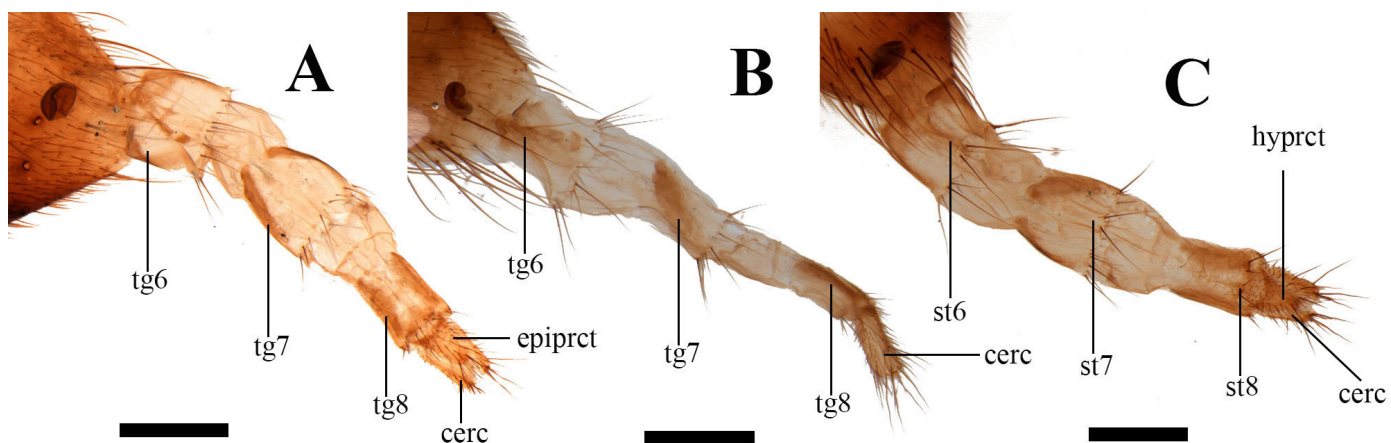 A
tg6
tg7
tg8
epiprct
cerc
B
tg6
tg7
tg8
cerc
C
hyprct
st6
st7
st8
cerc